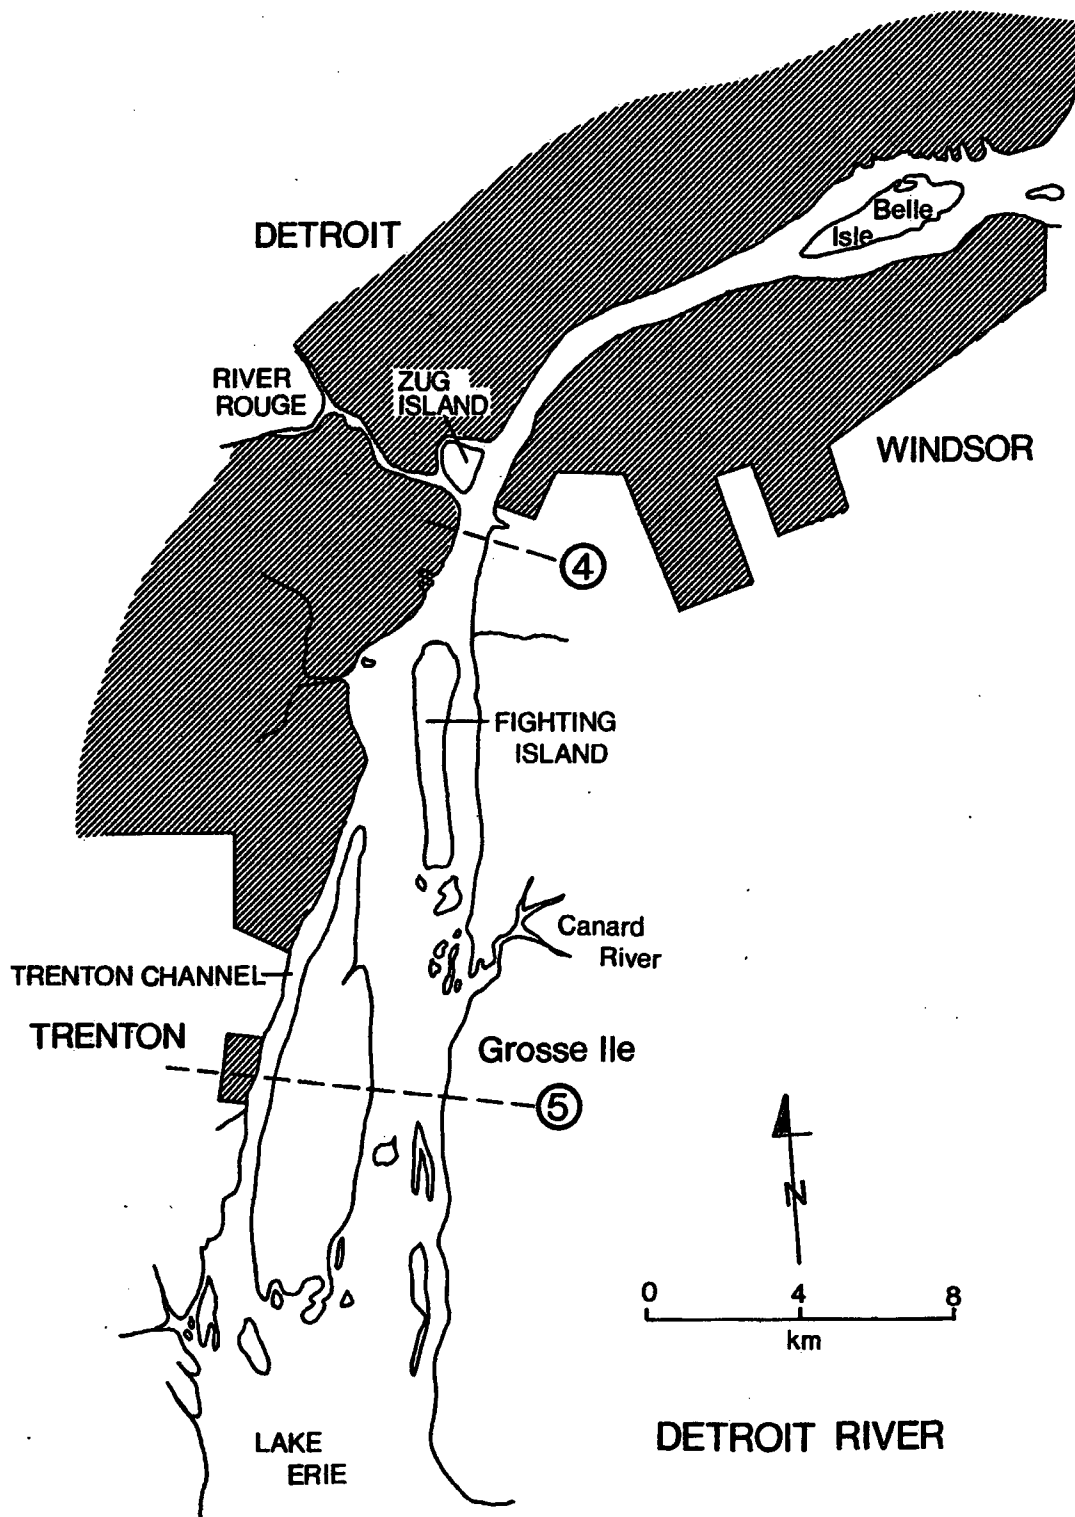 Belle
Isle
DETROIT
RIVER
ROUGE
ZUG
ISLAND
WINDSOR
4
FIGHTING
ISLAND
Canard
River
TRENTON CHANNEL
TRENTON
Grosse Ile
5
N
0 4 8
km
DETROIT RIVER
LAKE
ERIE